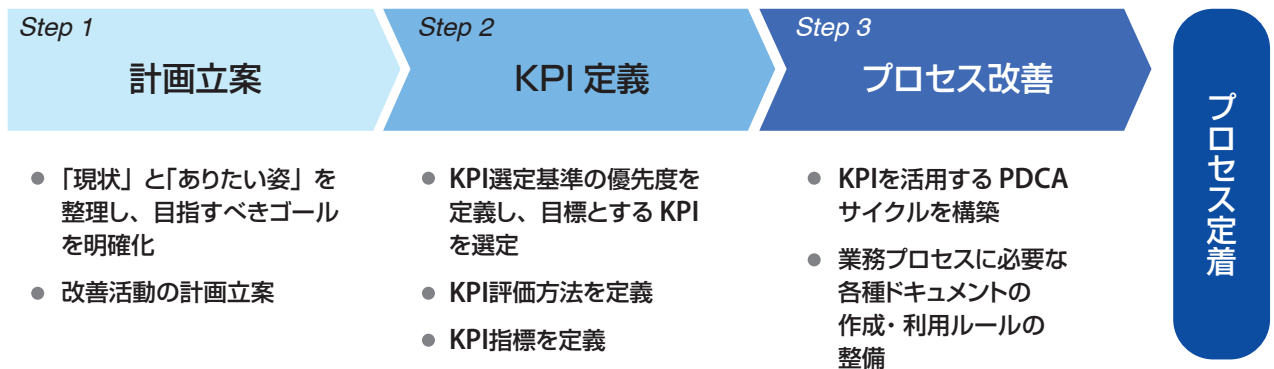 Step 1
計画立案
「現状」と「ありたい姿」を
整理し、目指すべきゴール
を明確化
改善活動の計画立案
Step 2
KPI 定義
KPI選定基準の優先度を
定義し、目標とする KPI
を選定
KPI評価方法を定義
KPI指標を定義
Step 3
プロセス改善
KPIを活用する PDCA
サイクルを構築
業務プロセスに必要な
各種ドキュメントの
作成・利用ルールの
整備
プロセス定着